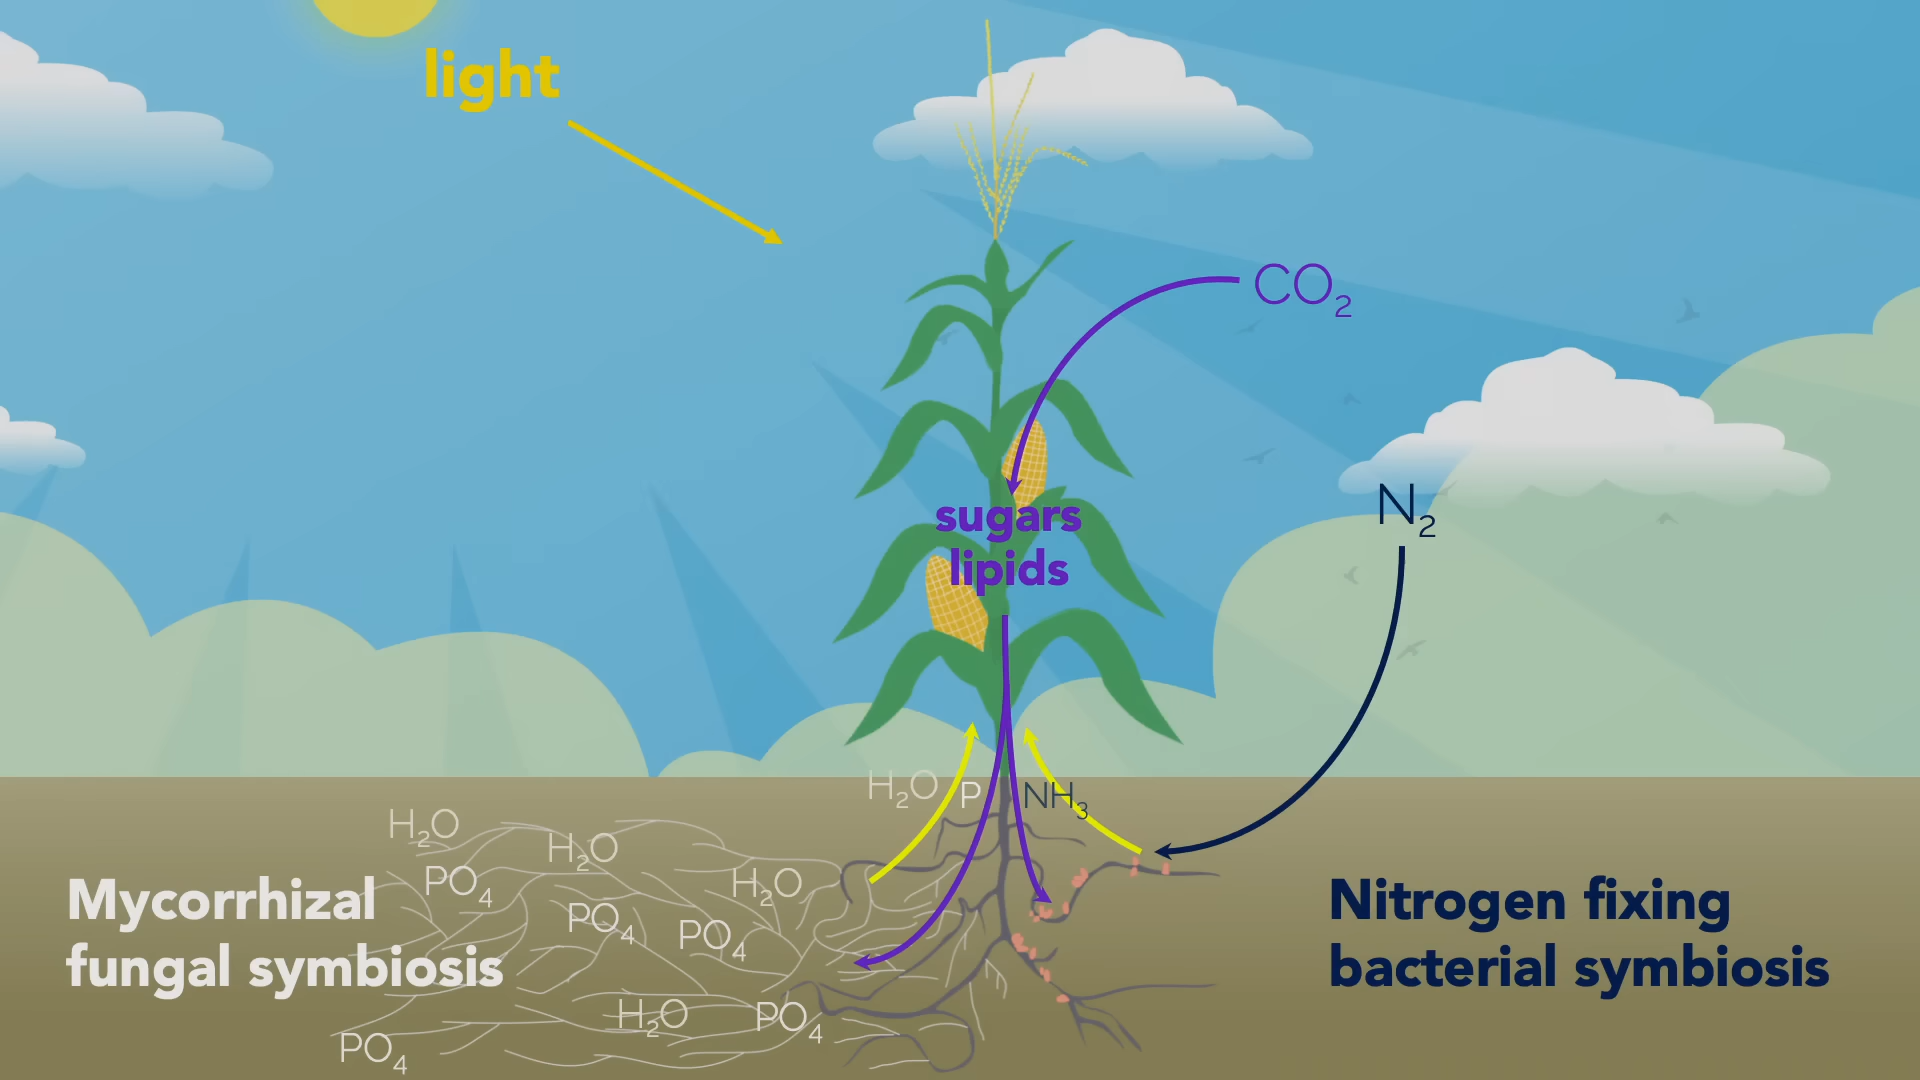 light
CO₂
N₂
sugars
lipids
H₂O P NH₃
H₂O
H₂O
PO₄
H₂O
PO₄
PO₄
H₂O
PO₄
PO₄
Mycorrhizal
fungal symbiosis
Nitrogen fixing
bacterial symbiosis